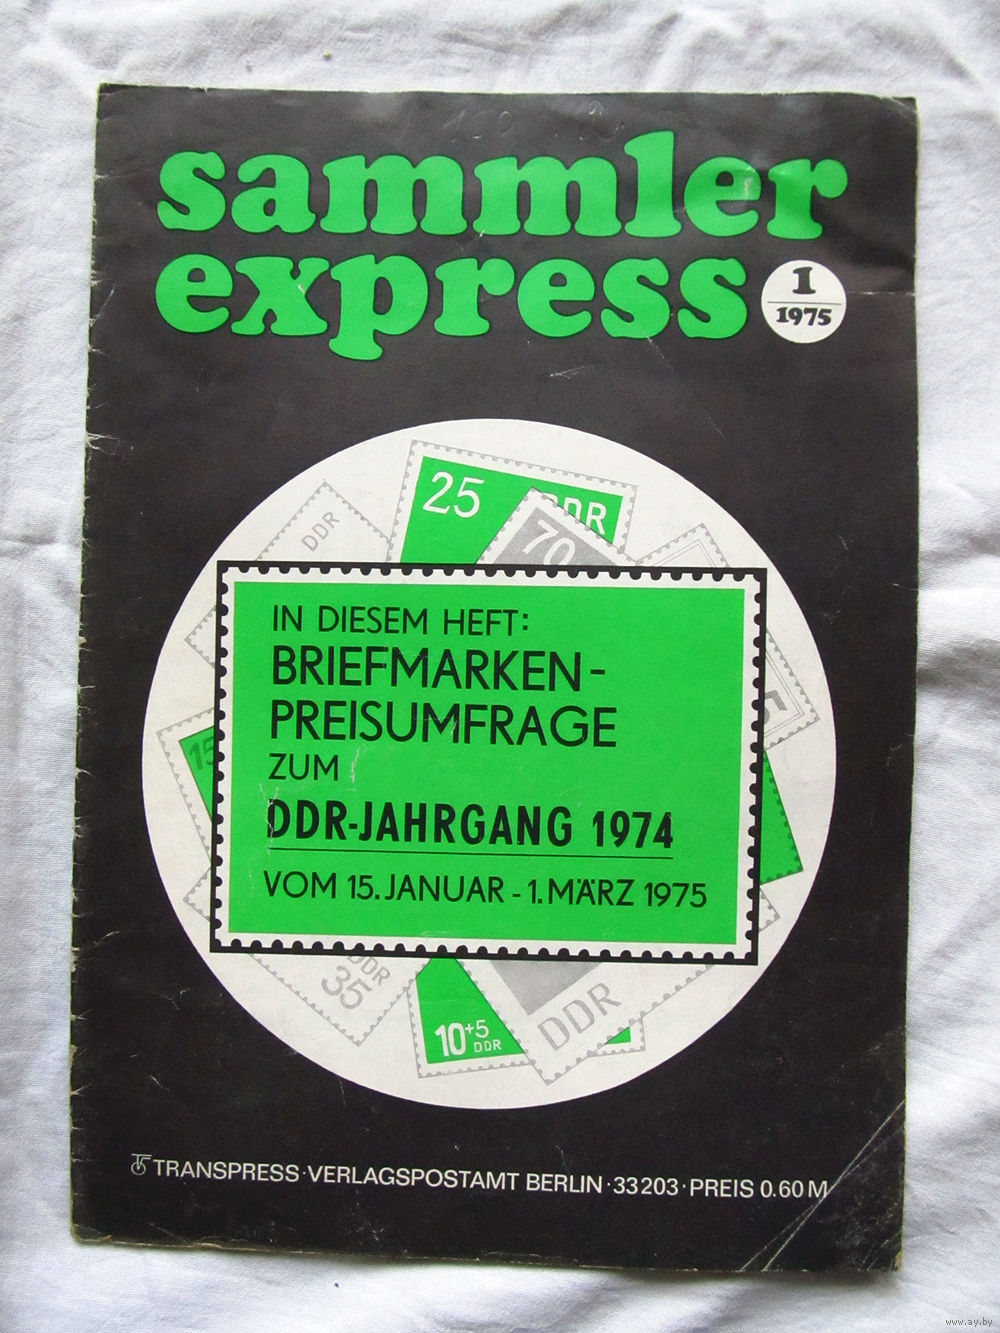 sammler
express
1
1975
25
DDR
70
DDR
IN DIESEM HEFT:
BRIEFMARKEN-
PREISUMFRAGE
ZUM
DDR-JAHRGANG 1974
VOM 15. JANUAR - 1. MÄRZ 1975
15
DDR
35
10+5
DDR
DDR
TRANSPRESS · VERLAGSPOSTAMT BERLIN · 33203 · PREIS 0.60 M
www.ay.by